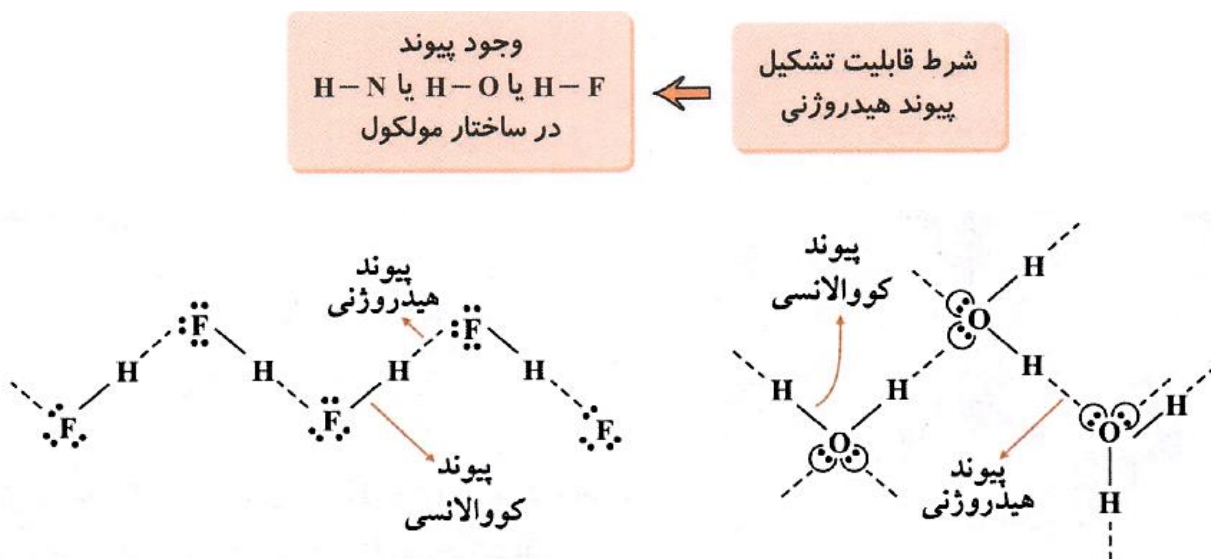 شرط قابلیت تشکیل
پیوند هیدروژنی
وجود پیوند
H–F یا H–O یا H–N
در ساختار مولکول
پیوند
کووالانسی
H
O
H
H
O
H
H
O
H
پیوند
هیدروژنی
پیوند
هیدروژنی
F
H
F
H
F
H
F
H
F
پیوند
کووالانسی